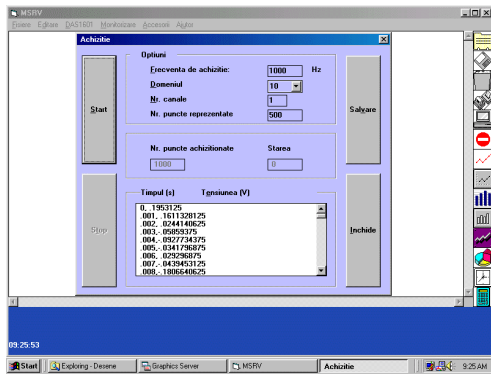 MSRV
Fisiere Editare DAS1601 Monitorizare Accesorii Ajutor
Achizitie
Optiuni
Frecventa de achizitie: 1000 Hz
Domeniul 10
Nr. canale 1
Nr. puncte reprezentate 500
Start
Salvare
Nr. puncte achizitionate Starea
1000 0
Stop
Timpul (s) Tensiunea (V)
0, .1953125
.001, .1611328125
.002, .0244140625
.003,-.05859375
.004,-.0927734375
.005,-.0341796875
.006, .029296875
.007,-.0439453125
.008,-.1806640625
Inchide
09:25:53
Start Exploring - Desene Graphics Server MSRV Achizitie 9:25 AM